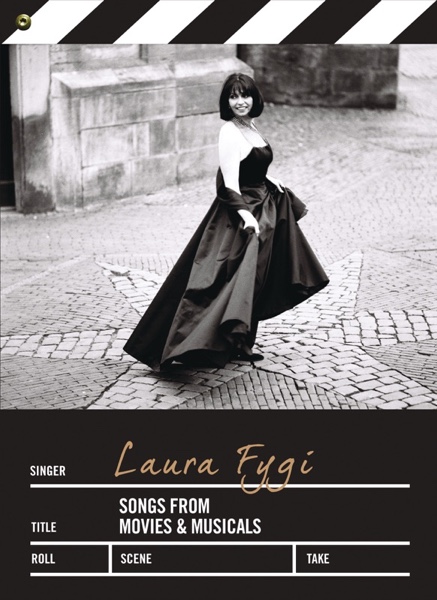 SINGER Laura Fygi
TITLE SONGS FROM
MOVIES & MUSICALS
ROLL SCENE TAKE